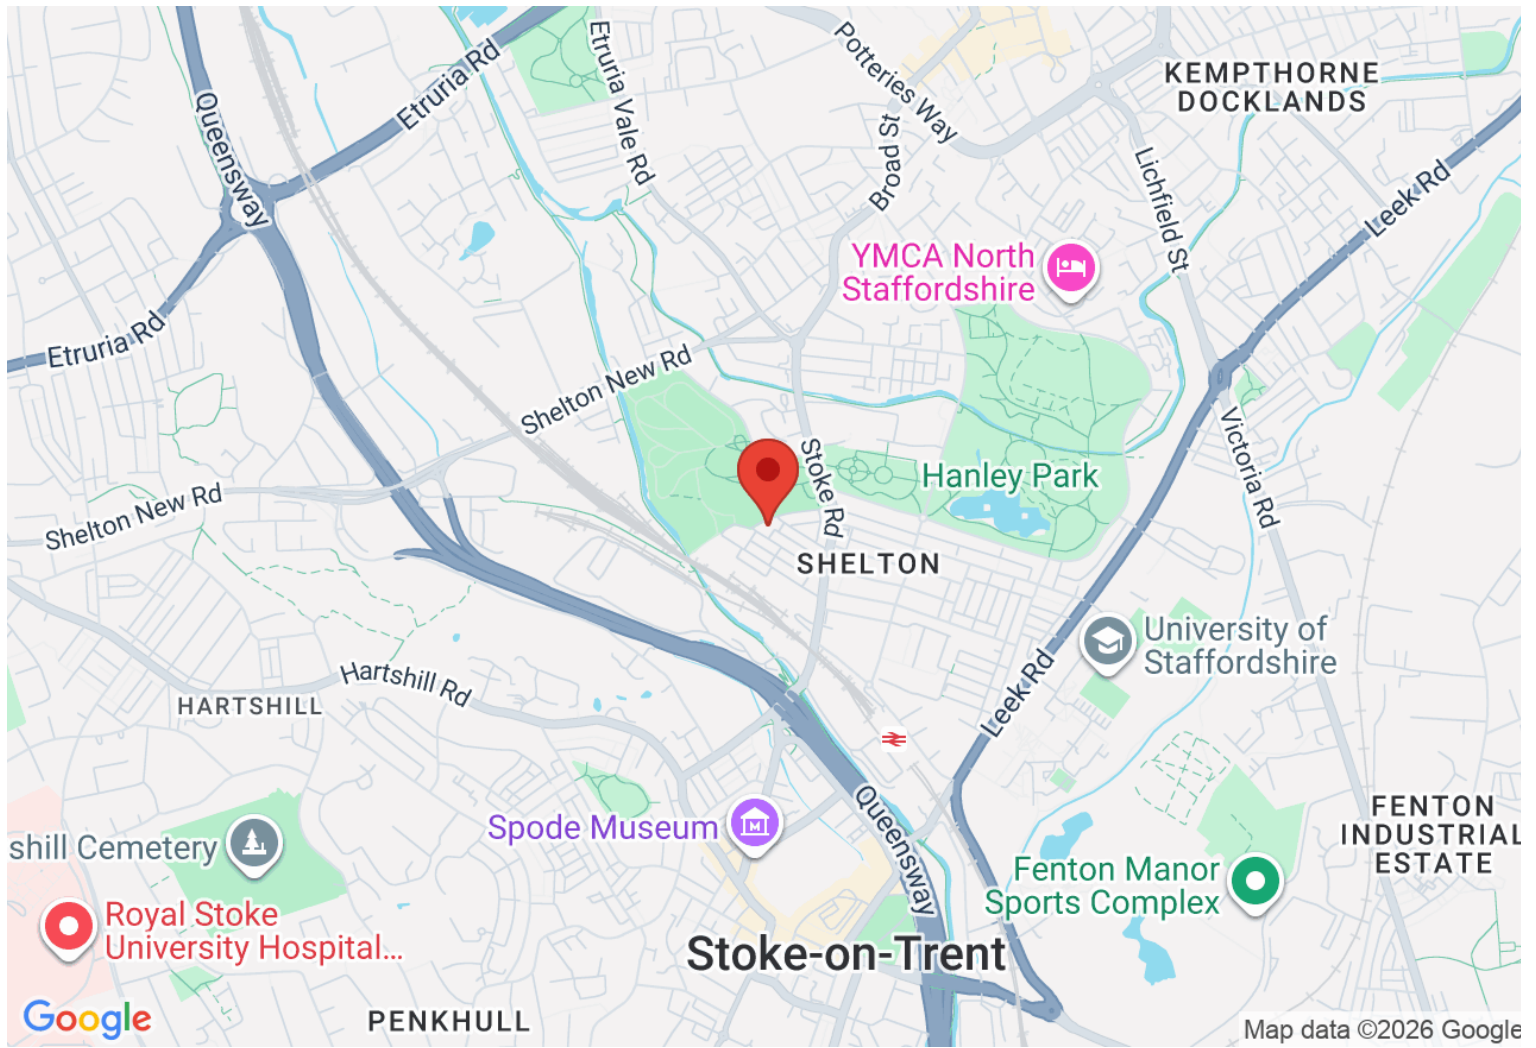 Etruria Rd
Etruria Vale Rd
Potteries Way
KEMPTHORNE
DOCKLANDS
Queensway
Broad St
Lichfield St
Leek Rd
YMCA North
Staffordshire
Etruria Rd
Shelton New Rd
Victoria Rd
Stoke Rd
Hanley Park
Shelton New Rd
SHELTON
University of
Staffordshire
Hartshill Rd
Leek Rd
HARTSHILL
Spode Museum
Queensway
FENTON
INDUSTRIAL
ESTATE
shill Cemetery
Fenton Manor
Sports Complex
Royal Stoke
University Hospital...
Stoke-on-Trent
Google
PENKHULL
Map data ©2026 Google